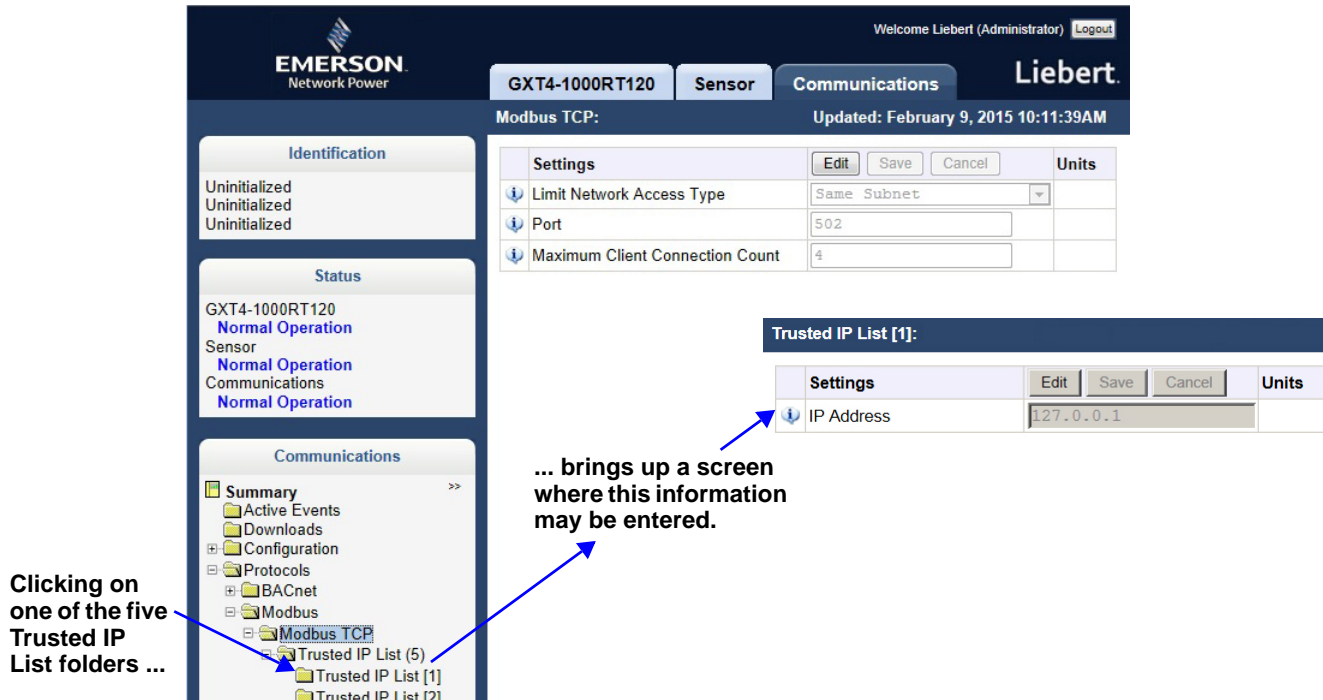 Welcome Liebert (Administrator) Logout
EMERSON.
Network Power
GXT4-1000RT120 Sensor Communications
Liebert.
Modbus TCP: Updated: February 9, 2015 10:11:39AM
Identification
Uninitialized
Uninitialized
Uninitialized
Settings Edit Save Cancel Units
Limit Network Access Type Same Subnet
Port 502
Maximum Client Connection Count 4
Status
GXT4-1000RT120
Normal Operation
Sensor
Normal Operation
Communications
Normal Operation
Trusted IP List [1]:
Settings Edit Save Cancel Units
IP Address 127.0.0.1
... brings up a screen
where this information
may be entered.
Communications
Summary >>
Active Events
Downloads
Configuration
Protocols
BACnet
Modbus
Modbus TCP
Trusted IP List (5)
Trusted IP List [1]
Trusted IP List [2]
Clicking on
one of the five
Trusted IP
List folders ...